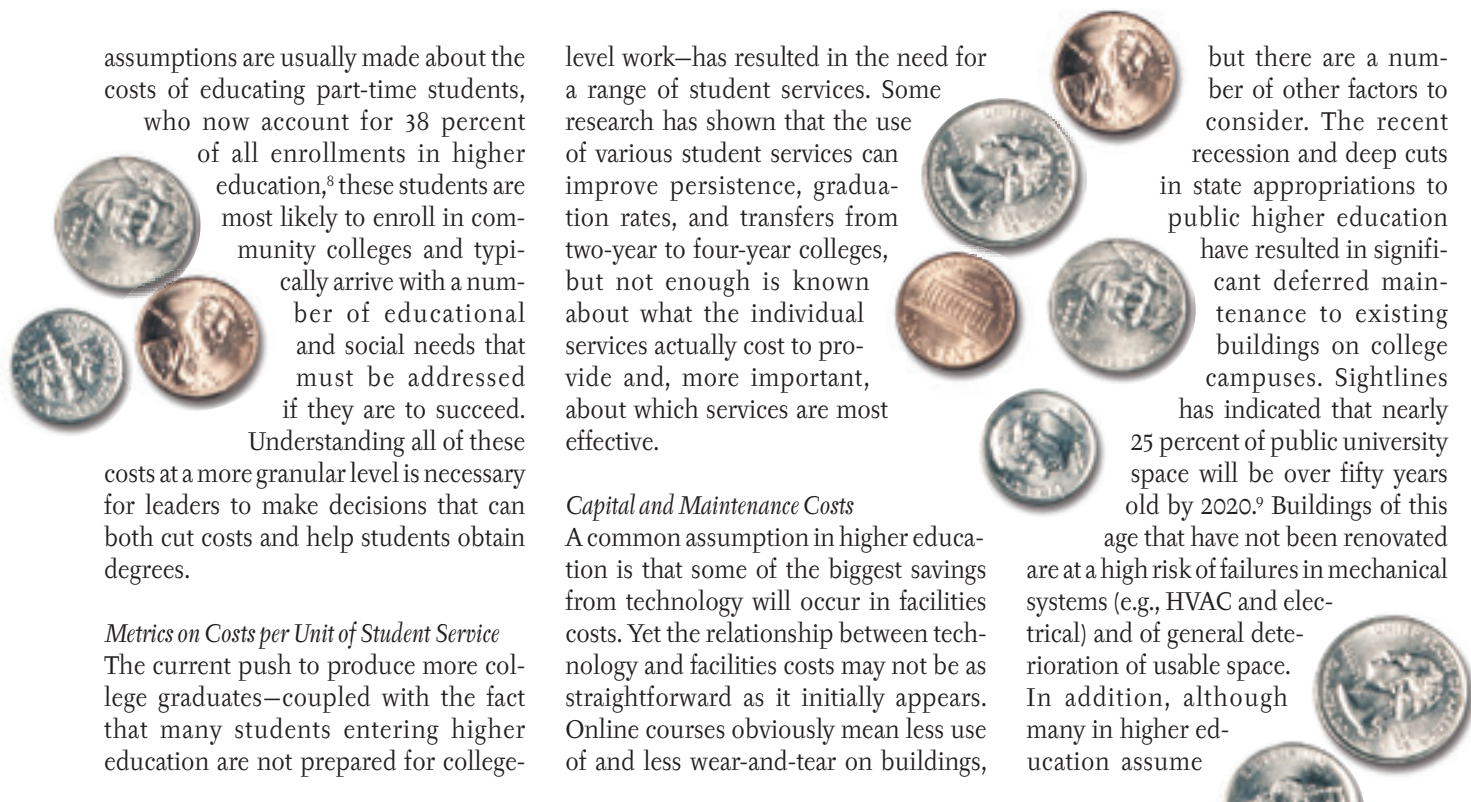 assumptions are usually made about the
costs of educating part-time students,
who now account for 38 percent
of all enrollments in higher
education,⁸ these students are
most likely to enroll in com-
munity colleges and typi-
cally arrive with a num-
ber of educational
and social needs that
must be addressed
if they are to succeed.
Understanding all of these
costs at a more granular level is necessary
for leaders to make decisions that can
both cut costs and help students obtain
degrees.
Metrics on Costs per Unit of Student Service
The current push to produce more col-
lege graduates—coupled with the fact
that many students entering higher
education are not prepared for college-
level work—has resulted in the need for
a range of student services. Some
research has shown that the use
of various student services can
improve persistence, gradua-
tion rates, and transfers from
two-year to four-year colleges,
but not enough is known
about what the individual
services actually cost to pro-
vide and, more important,
about which services are most
effective.
Capital and Maintenance Costs
A common assumption in higher educa-
tion is that some of the biggest savings
from technology will occur in facilities
costs. Yet the relationship between tech-
nology and facilities costs may not be as
straightforward as it initially appears.
Online courses obviously mean less use
of and less wear-and-tear on buildings,
but there are a num-
ber of other factors to
consider. The recent
recession and deep cuts
in state appropriations to
public higher education
have resulted in signifi-
cant deferred main-
tenance to existing
buildings on college
campuses. Sightlines
has indicated that nearly
25 percent of public university
space will be over fifty years
old by 2020.⁹ Buildings of this
age that have not been renovated
are at a high risk of failures in mechanical
systems (e.g., HVAC and elec-
trical) and of general dete-
rioration of usable space.
In addition, although
many in higher ed-
ucation assume